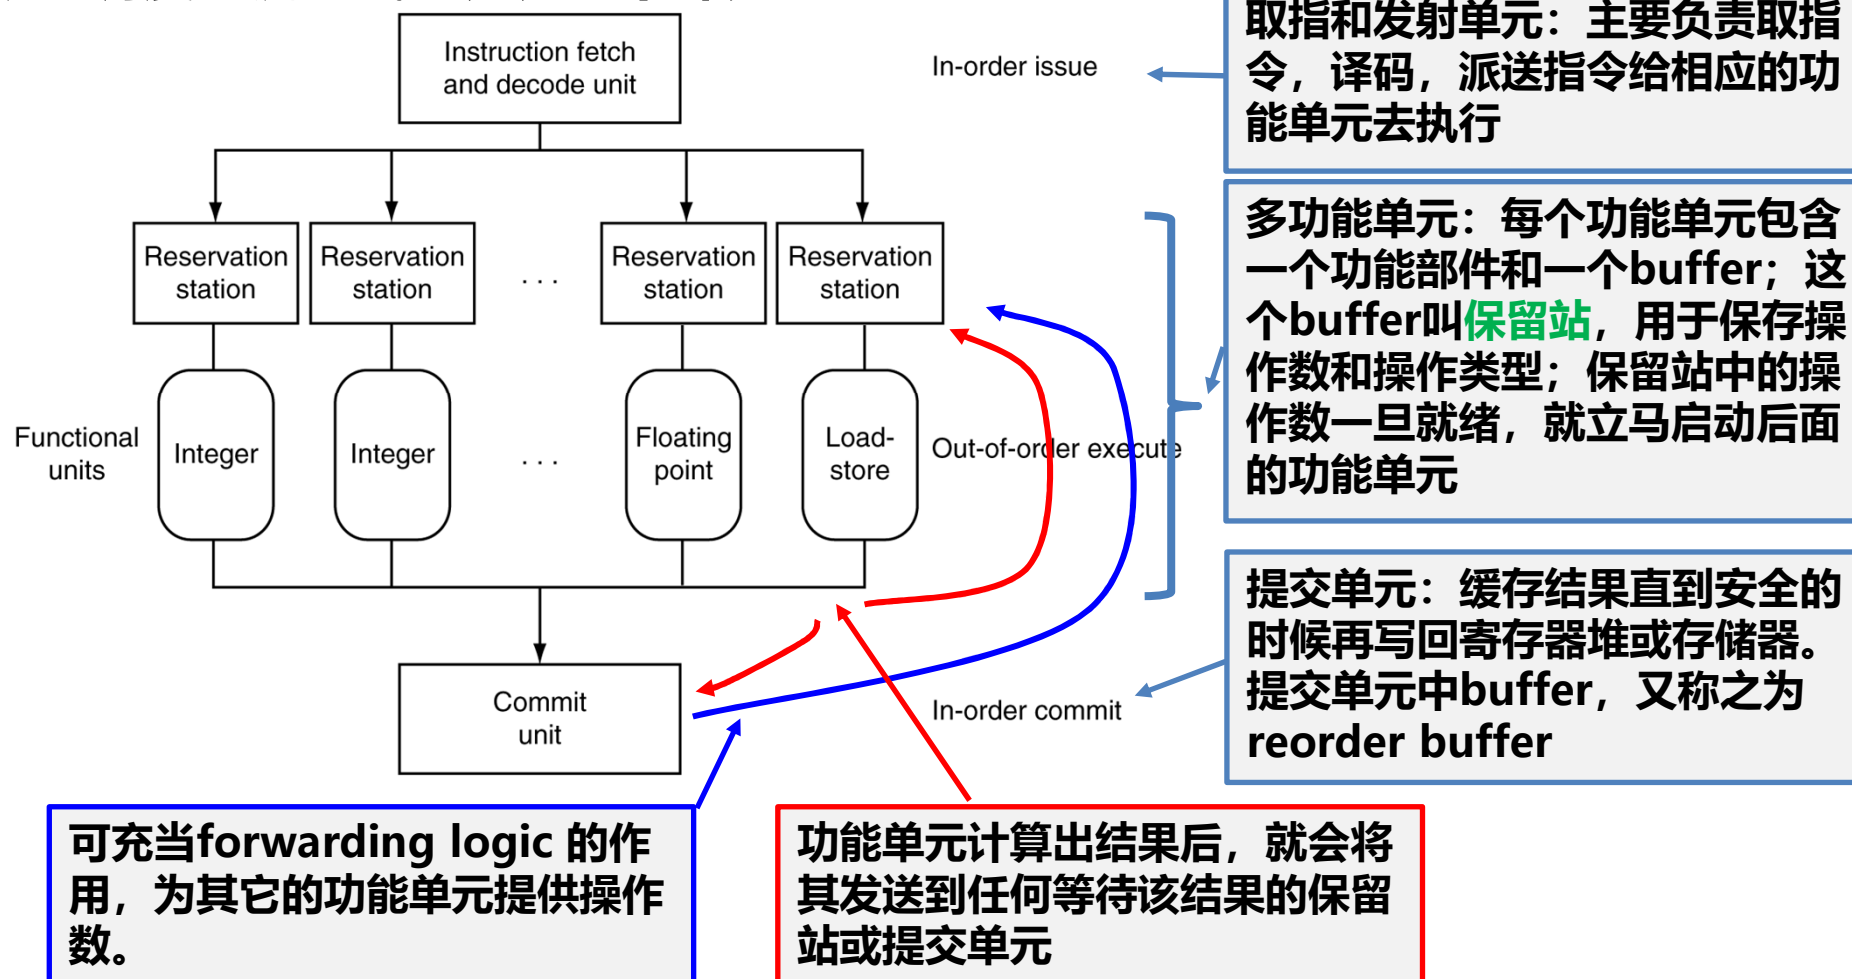 Instruction fetch
and decode unit
In-order issue
取指和发射单元：主要负责取指
令，译码，派送指令给相应的功
能单元去执行
Reservation
station
Reservation
station
. . .
Reservation
station
Reservation
station
多功能单元：每个功能单元包含
一个功能部件和一个buffer；这
个buffer叫保留站，用于保存操
作数和操作类型；保留站中的操
作数一旦就绪，就立马启动后面
的功能单元
Functional
units
Integer
Integer
. . .
Floating
point
Load-
store
Out-of-order execute
Commit
unit
In-order commit
提交单元：缓存结果直到安全的
时候再写回寄存器堆或存储器。
提交单元中buffer，又称之为
reorder buffer
可充当forwarding logic 的作
用，为其它的功能单元提供操作
数。
功能单元计算出结果后，就会将
其发送到任何等待该结果的保留
站或提交单元